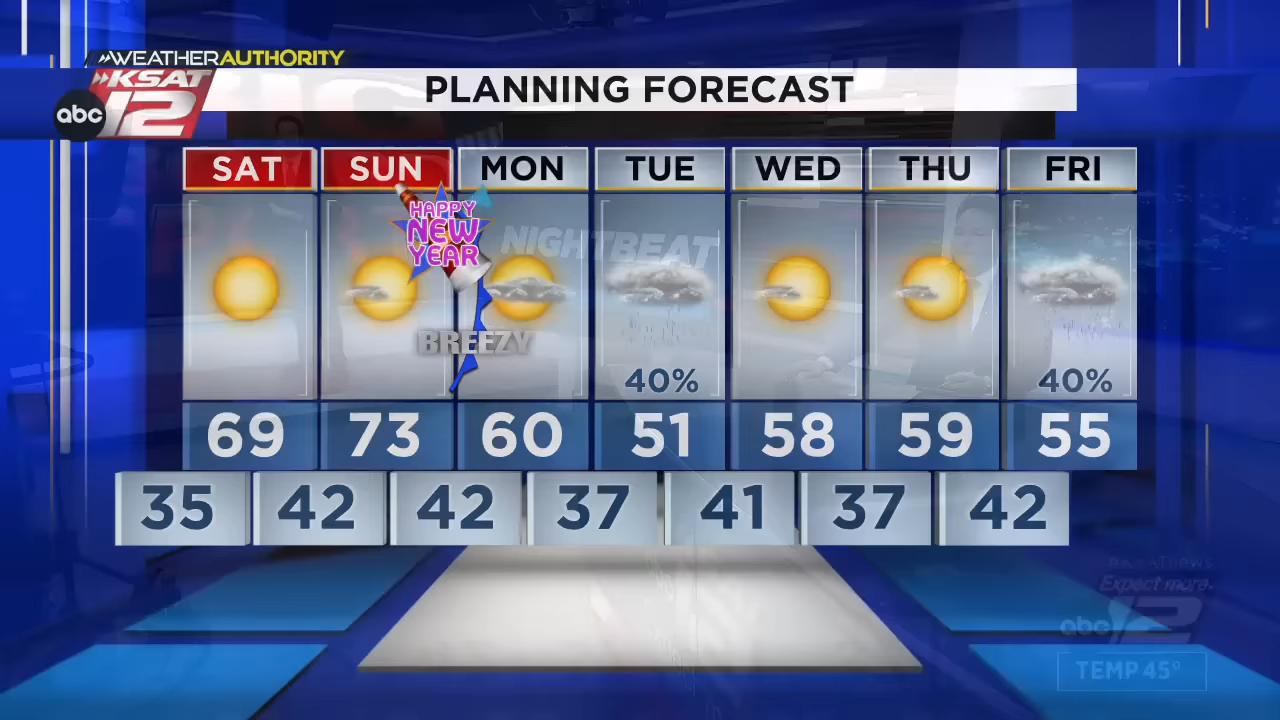 WEATHERAUTHORITY
KSAT
abc 12
PLANNING FORECAST
SAT SUN MON TUE WED THU FRI
HAPPY
NEW
YEAR
NIGHTBEAT
BREEZY
40% 40%
69 73 60 51 58 59 55
35 42 42 37 41 37 42
Expect more.
abc 12
TEMP 45°